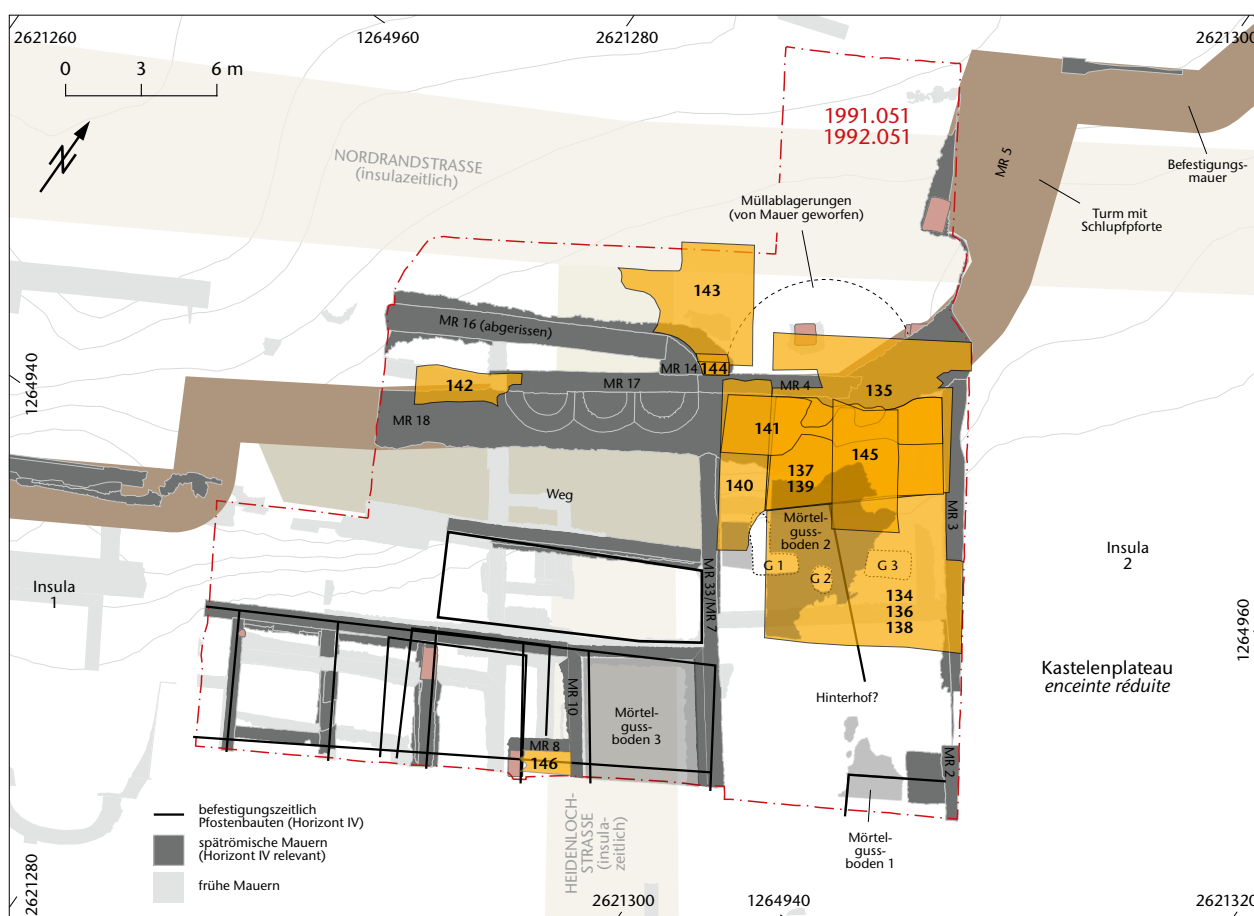 2621260
1264960
2621280
2621300
0 3 6 m
1991.051
1992.051
NORDRANDSTRASSE
(insulazeitlich)
MR 5
Befestigungs-
mauer
Turm mit
Schlupfpforte
Müllablagerungen
(von Mauer geworfen)
143
MR 16 (abgerissen)
MR 14
144
1264940
142
MR 17
MR 4
135
MR 18
141
145
137
139
140
Weg
Mörtel-
guss-
boden 2
MR 3
Insula
2
Insula
1
G 1
G 2
G 3
MR 33/MR 7
134
136
138
1264960
Kastelenplateau
enceinte réduite
Hinterhof?
MR 10
Mörtel-
guss-
boden 3
MR 8
146
MR 2
befestigungszeitlich
Pfostenbauten (Horizont IV)
spätrömische Mauern
(Horizont IV relevant)
frühe Mauern
HEIDENLOCH-
STRASSE
(insula-
zeitlich)
Mörtel-
guss-
boden 1
2621280
2621300
1264940
2621320